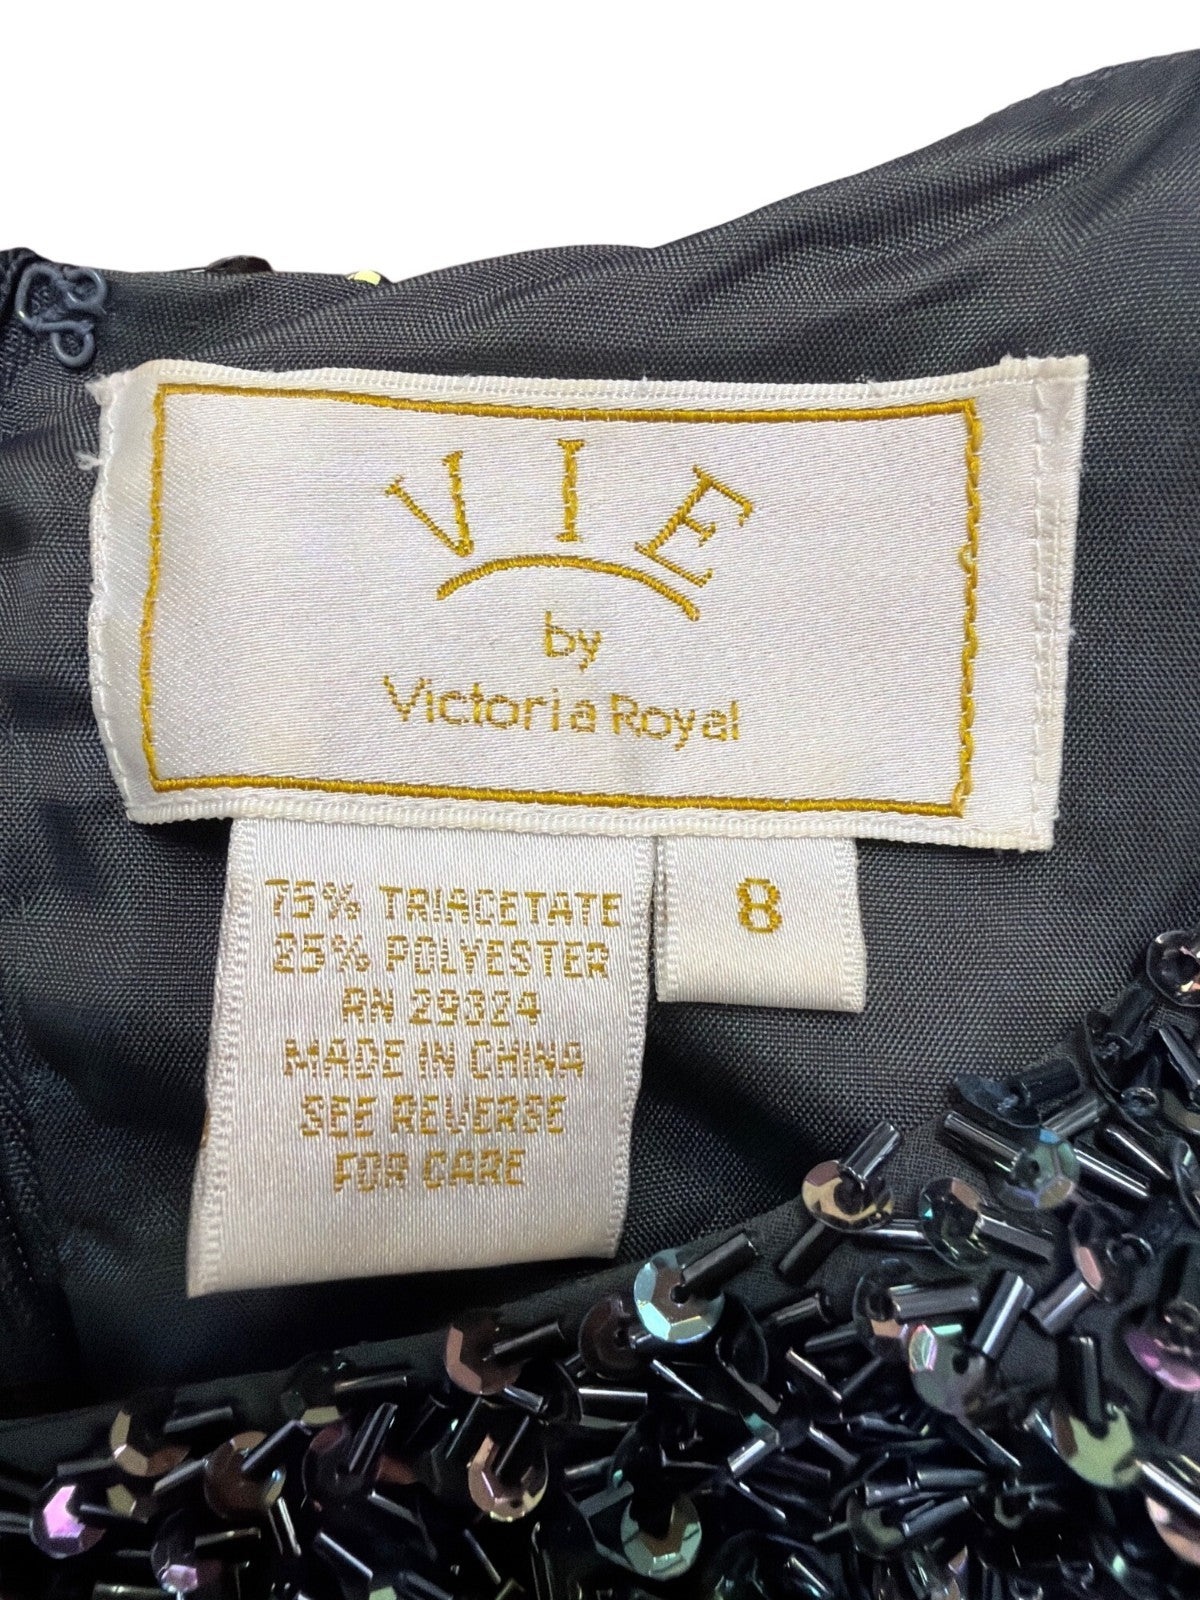 VIE
by
Victoria Royal
75% TRIACETATE
25% POLYESTER
RN 29324
MADE IN CHINA
SEE REVERSE
FOR CARE
8